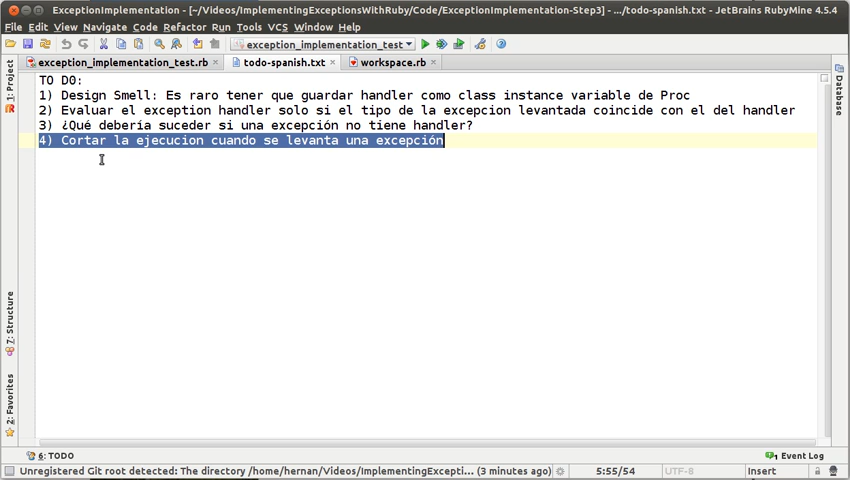 ExceptionImplementation - [~/Videos/ImplementingExceptionsWithRuby/Code/ExceptionImplementation-Step3] - .../todo-spanish.txt - JetBrains RubyMine 4.5.4
File Edit View Navigate Code Refactor Run Tools VCS Window Help
exception_implementation_test
exception_implementation_test.rb todo-spanish.txt workspace.rb
1: Project
Database
TO DO:
1) Design Smell: Es raro tener que guardar handler como class instance variable de Proc
2) Evaluar el exception handler solo si el tipo de la excepcion levantada coincide con el del handler
3) ¿Qué debería suceder si una excepción no tiene handler?
4) Cortar la ejecucion cuando se levanta una excepción
7: Structure
2: Favorites
6: TODO Event Log
Unregistered Git root detected: The directory /home/hernan/Videos/ImplementingExcepti... (3 minutes ago) 5:55/54 UTF-8 Insert